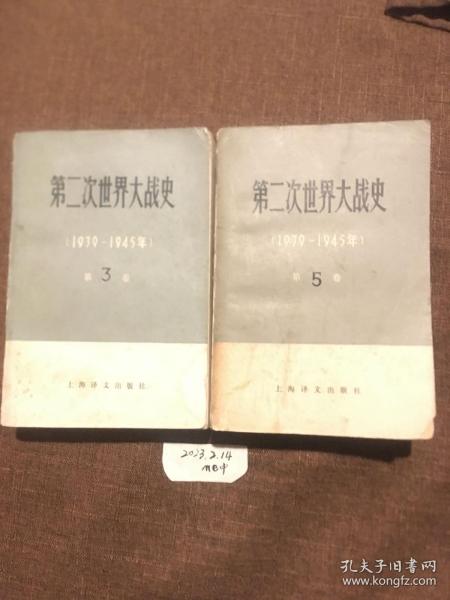 第二次世界大战史
(1939-1945年)
第3卷
上海译文出版社
第二次世界大战史
(1939-1945年)
第5卷
上海译文出版社
2023.2.14
孔夫子旧书网
www.kongfz.com